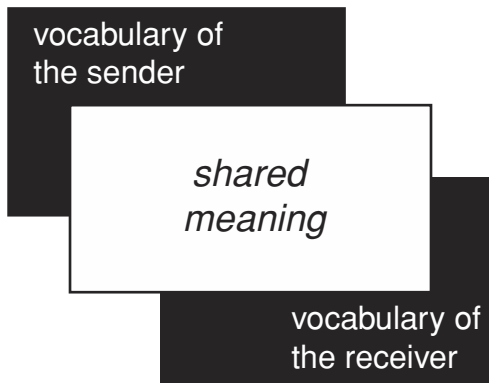 vocabulary of
the sender
shared
meaning
vocabulary of
the receiver